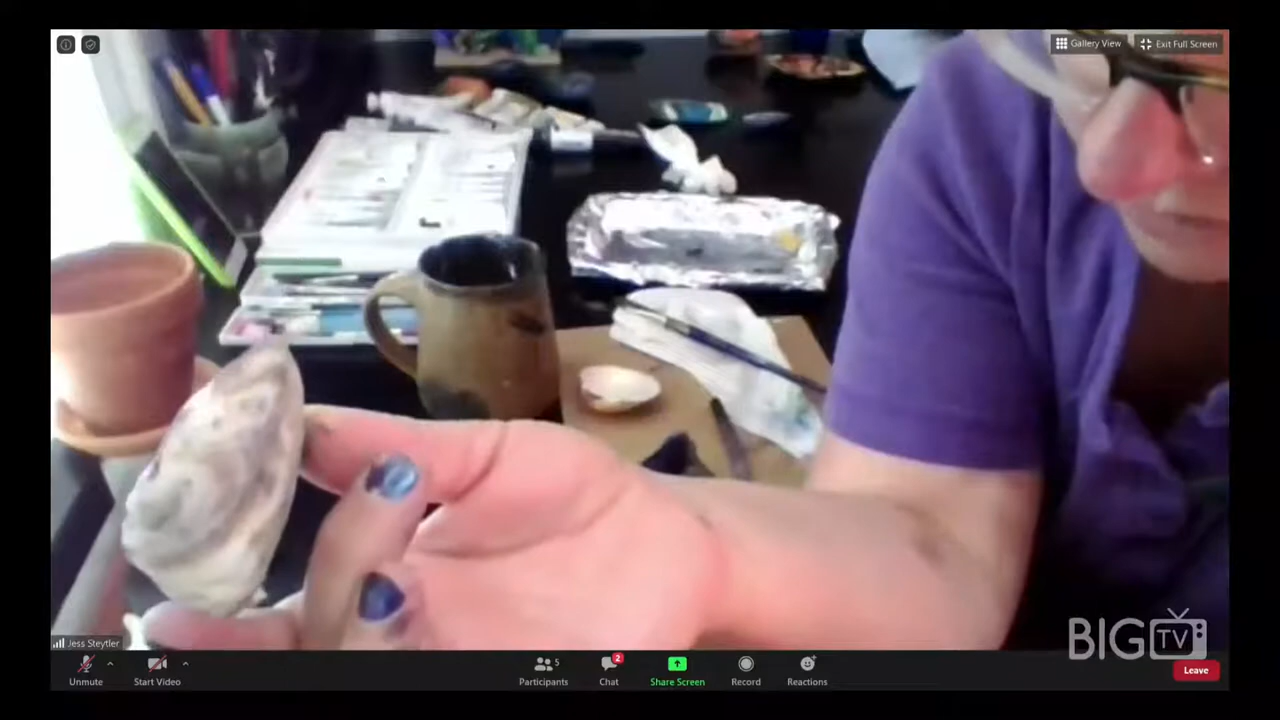 Gallery View
Exit Full Screen
Jess Steytler
BIG TV
Unmute
Start Video
5
Participants
2
Chat
Share Screen
Record
Reactions
Leave